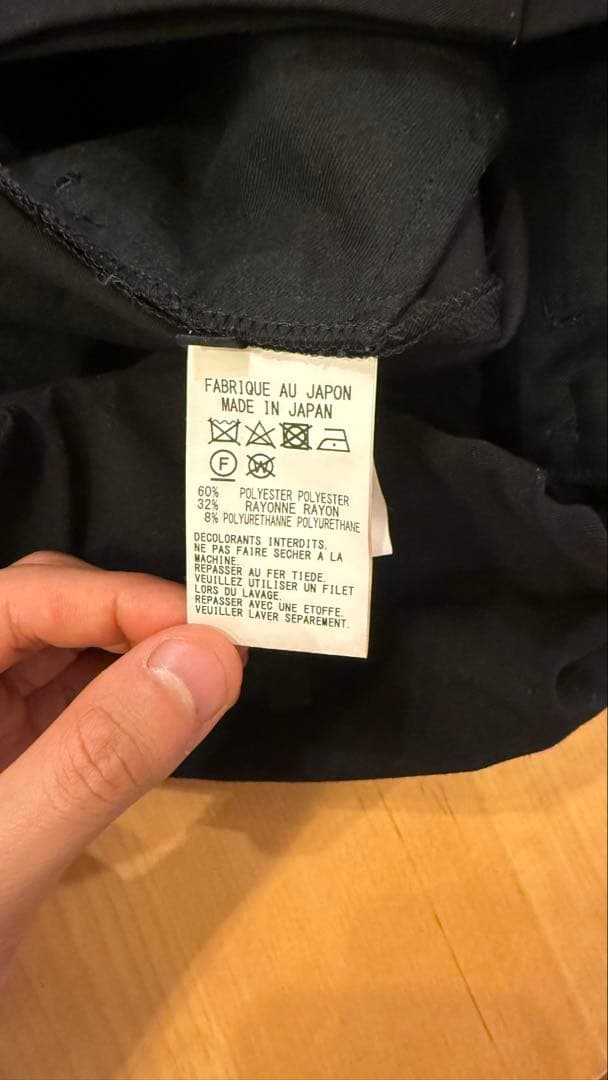 FABRIQUE AU JAPON
MADE IN JAPAN
F W
60% POLYESTER POLYESTER
32% RAYONNE RAYON
8% POLYURETHANNE POLYURETHANE
DECOLORANTS INTERDITS.
NE PAS FAIRE SECHER A LA
MACHINE.
REPASSER AU FER TIEDE.
VEUILLEZ UTILISER UN FILET
LORS DU LAVAGE.
REPASSER AVEC UNE ETOFFE.
VEUILLER LAVER SEPAREMENT.